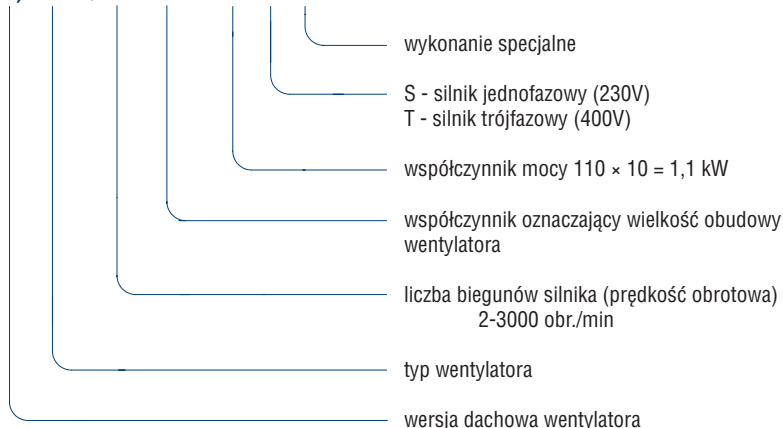 wykonanie specjalne
S - silnik jednofazowy (230V)
T - silnik trójfazowy (400V)
współczynnik mocy 110 × 10 = 1,1 kW
współczynnik oznaczający wielkość obudowy
wentylatora
liczba biegunów silnika (prędkość obrotowa)
2-3000 obr./min
typ wentylatora
wersja dachowa wentylatora